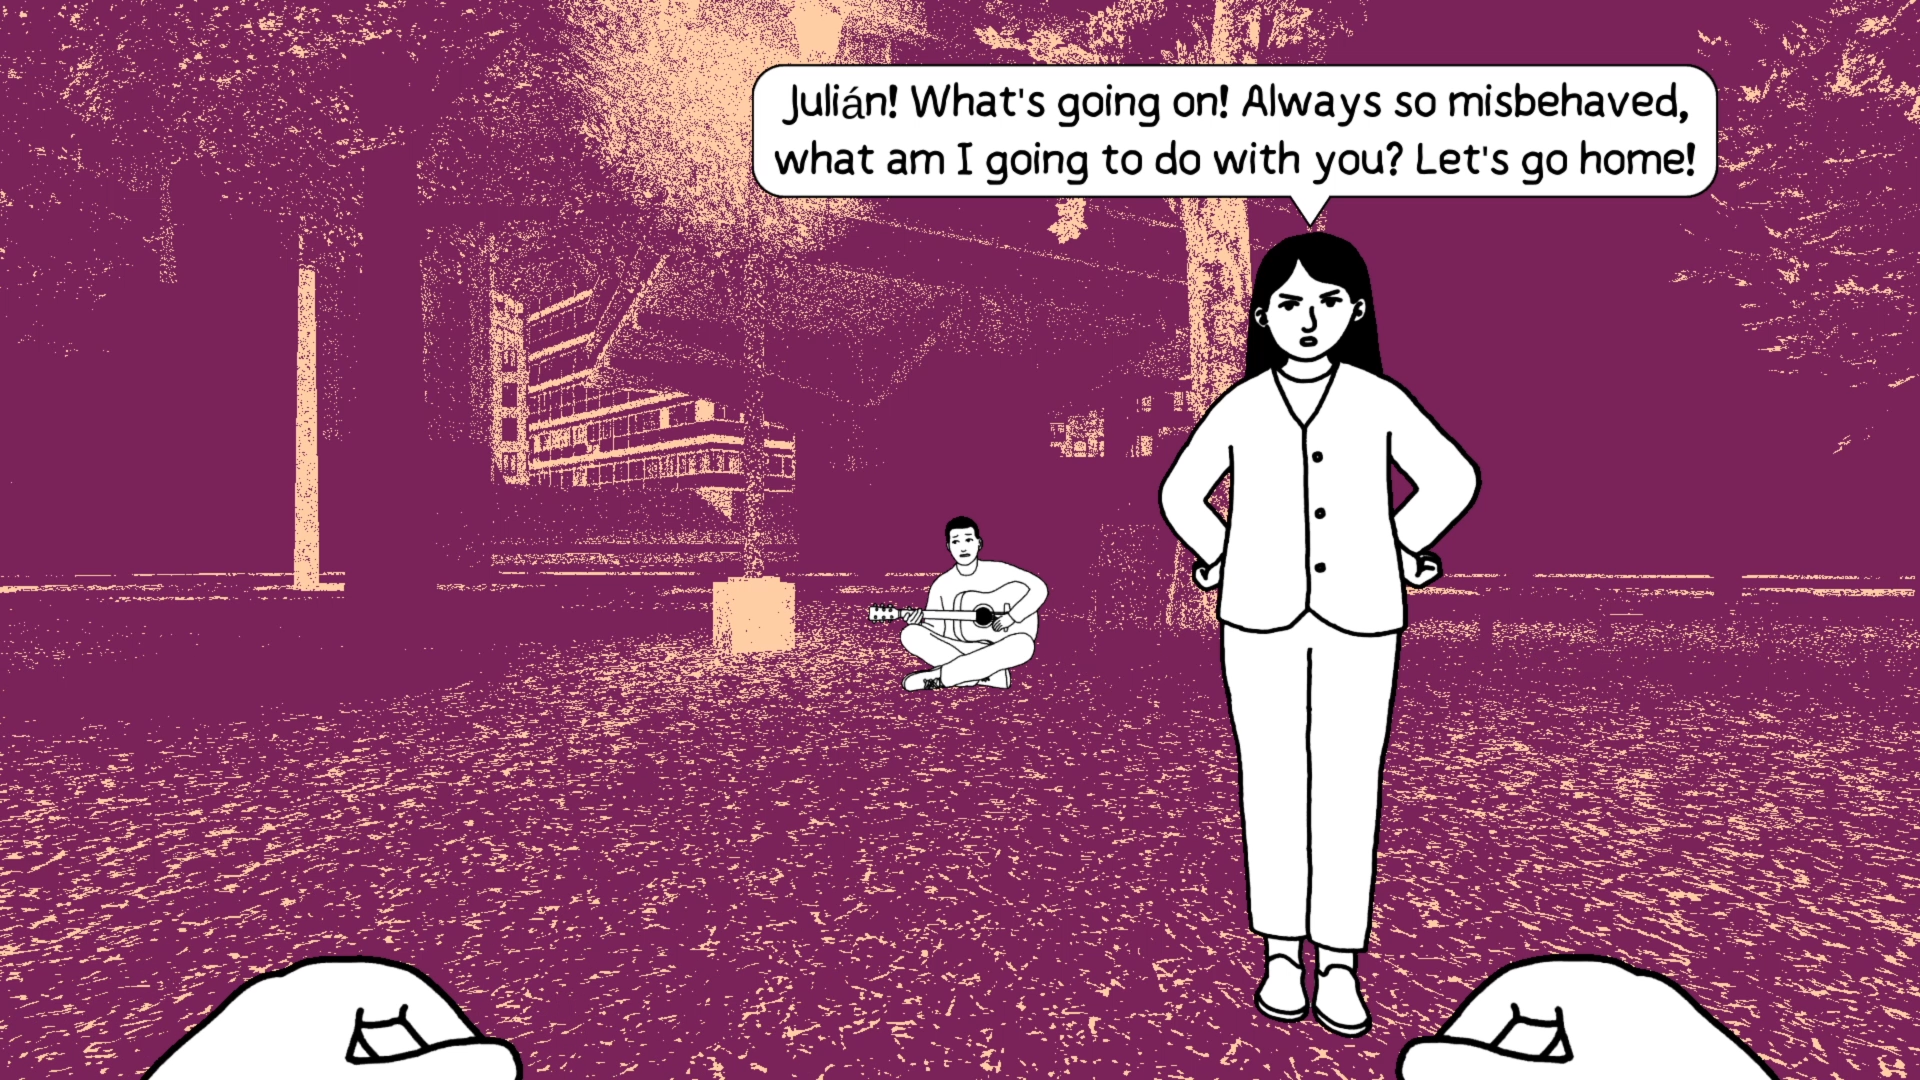 Julián! What's going on! Always so misbehaved,
what am I going to do with you? Let's go home!